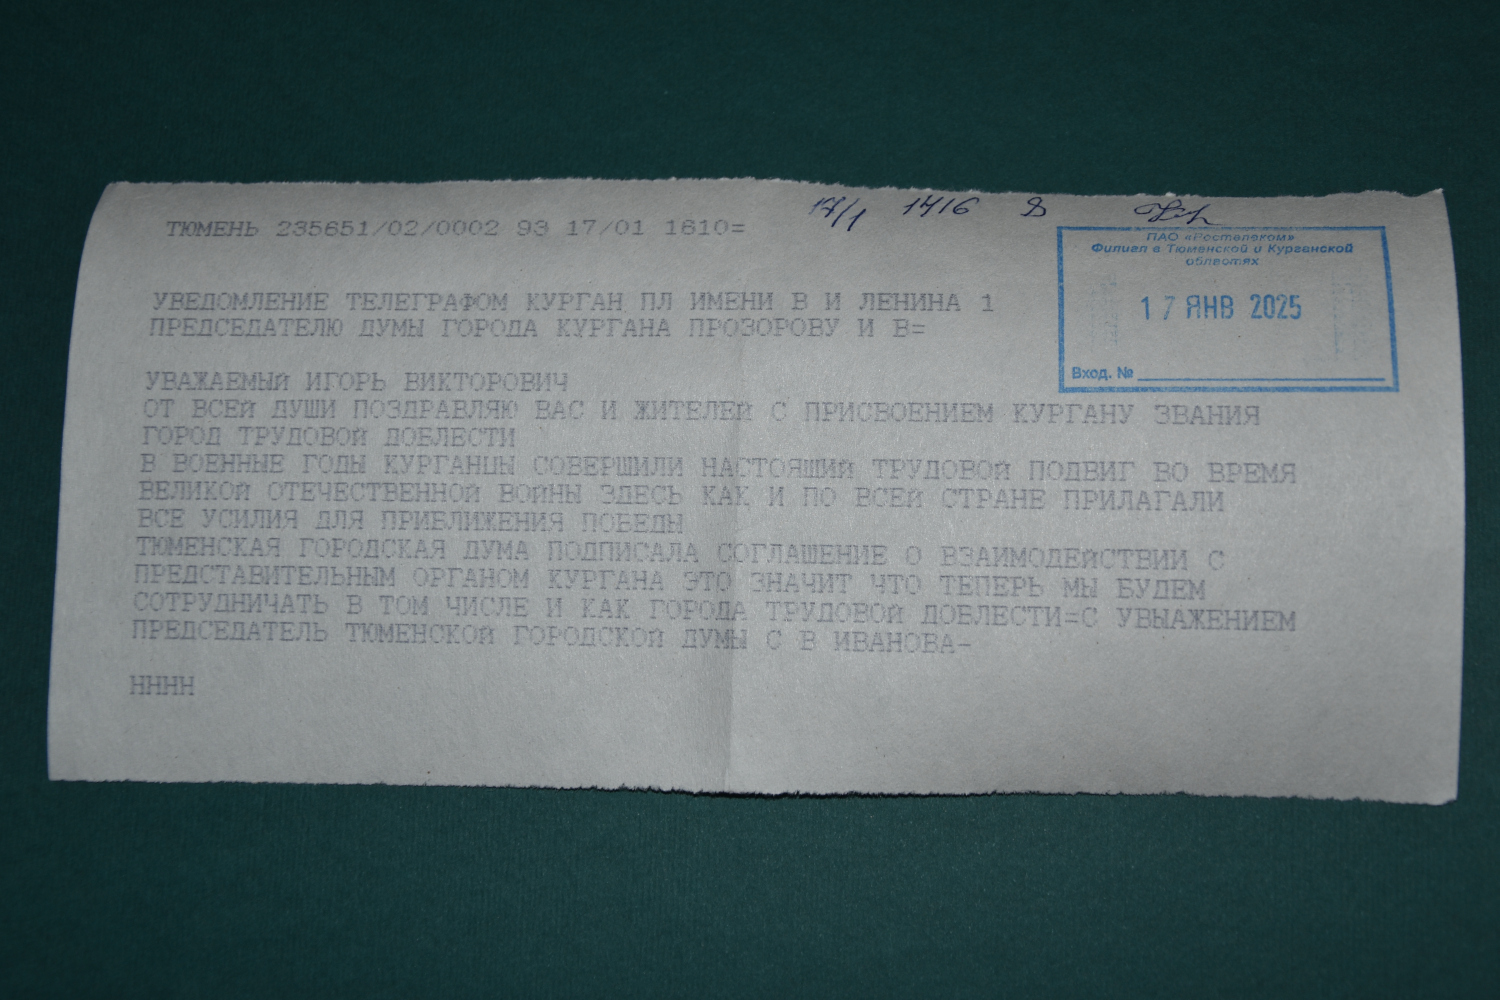 17/1 1716 8
ТЮМЕНЬ 235651/02/0002 93 17/01 1610=
ПАО «Ростелеком»
Филиал в Тюменской и Курганской
областях
17 ЯНВ 2025
Вход. №
УВЕДОМЛЕНИЕ ТЕЛЕГРАФОМ КУРГАН ПЛ ИМЕНИ В И ЛЕНИНА 1
ПРЕДСЕДАТЕЛЮ ДУМЫ ГОРОДА КУРГАНА ПРОЗОРОВУ И В=
УВАЖАЕМЫЙ ИГОРЬ ВИКТОРОВИЧ
ОТ ВСЕЙ ДУШИ ПОЗДРАВЛЯЮ ВАС И ЖИТЕЛЕЙ С ПРИСВОЕНИЕМ КУРГАНУ ЗВАНИЯ
ГОРОД ТРУДОВОЙ ДОБЛЕСТИ
В ВОЕННЫЕ ГОДЫ КУРГАНЦЫ СОВЕРШИЛИ НАСТОЯШИЙ ТРУДОВОЙ ПОДВИГ ВО ВРЕМЯ
ВЕЛИКОЙ ОТЕЧЕСТВЕННОЙ ВОЙНЫ ЗДЕСЬ КАК И ПО ВСЕЙ СТРАНЕ ПРИЛАГАЛИ
ВСЕ УСИЛИЯ ДЛЯ ПРИБЛИЖЕНИЯ ПОБЕДЫ
ТЮМЕНСКАЯ ГОРОДСКАЯ ДУМА ПОДПИСАЛА СОГЛАШЕНИЕ О ВЗАИМОДЕЙСТВИИ С
ПРЕДСТАВИТЕЛЬНЫМ ОРГАНОМ КУРГАНА ЭТО ЗНАЧИТ ЧТО ТЕПЕРЬ МЫ БУДЕМ
СОТРУДНИЧАТЬ В ТОМ ЧИСЛЕ И КАК ГОРОДА ТРУДОВОЙ ДОБЛЕСТИ=С УВЫАЖЕНИЕМ
ПРЕДСЕДАТЕЛЬ ТЮМЕНСКОЙ ГОРОДСКОЙ ДУМЫ С В ИВАНОВА-
НННН